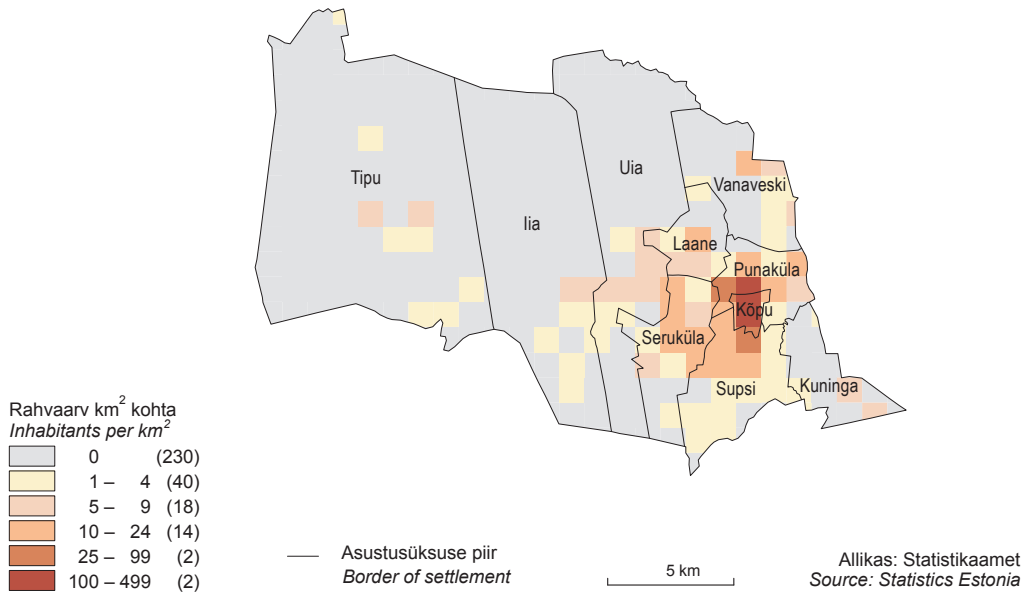 Tipu
Iia
Uia
Vanaveski
Laane
Punaküla
Kõpu
Seruküla
Supsi
Kuninga
Rahvaarv km² kohta
Inhabitants per km²
0 (230)
1 – 4 (40)
5 – 9 (18)
10 – 24 (14)
25 – 99 (2)
100 – 499 (2)
Asustusüksuse piir
Border of settlement
5 km
Allikas: Statistikaamet
Source: Statistics Estonia